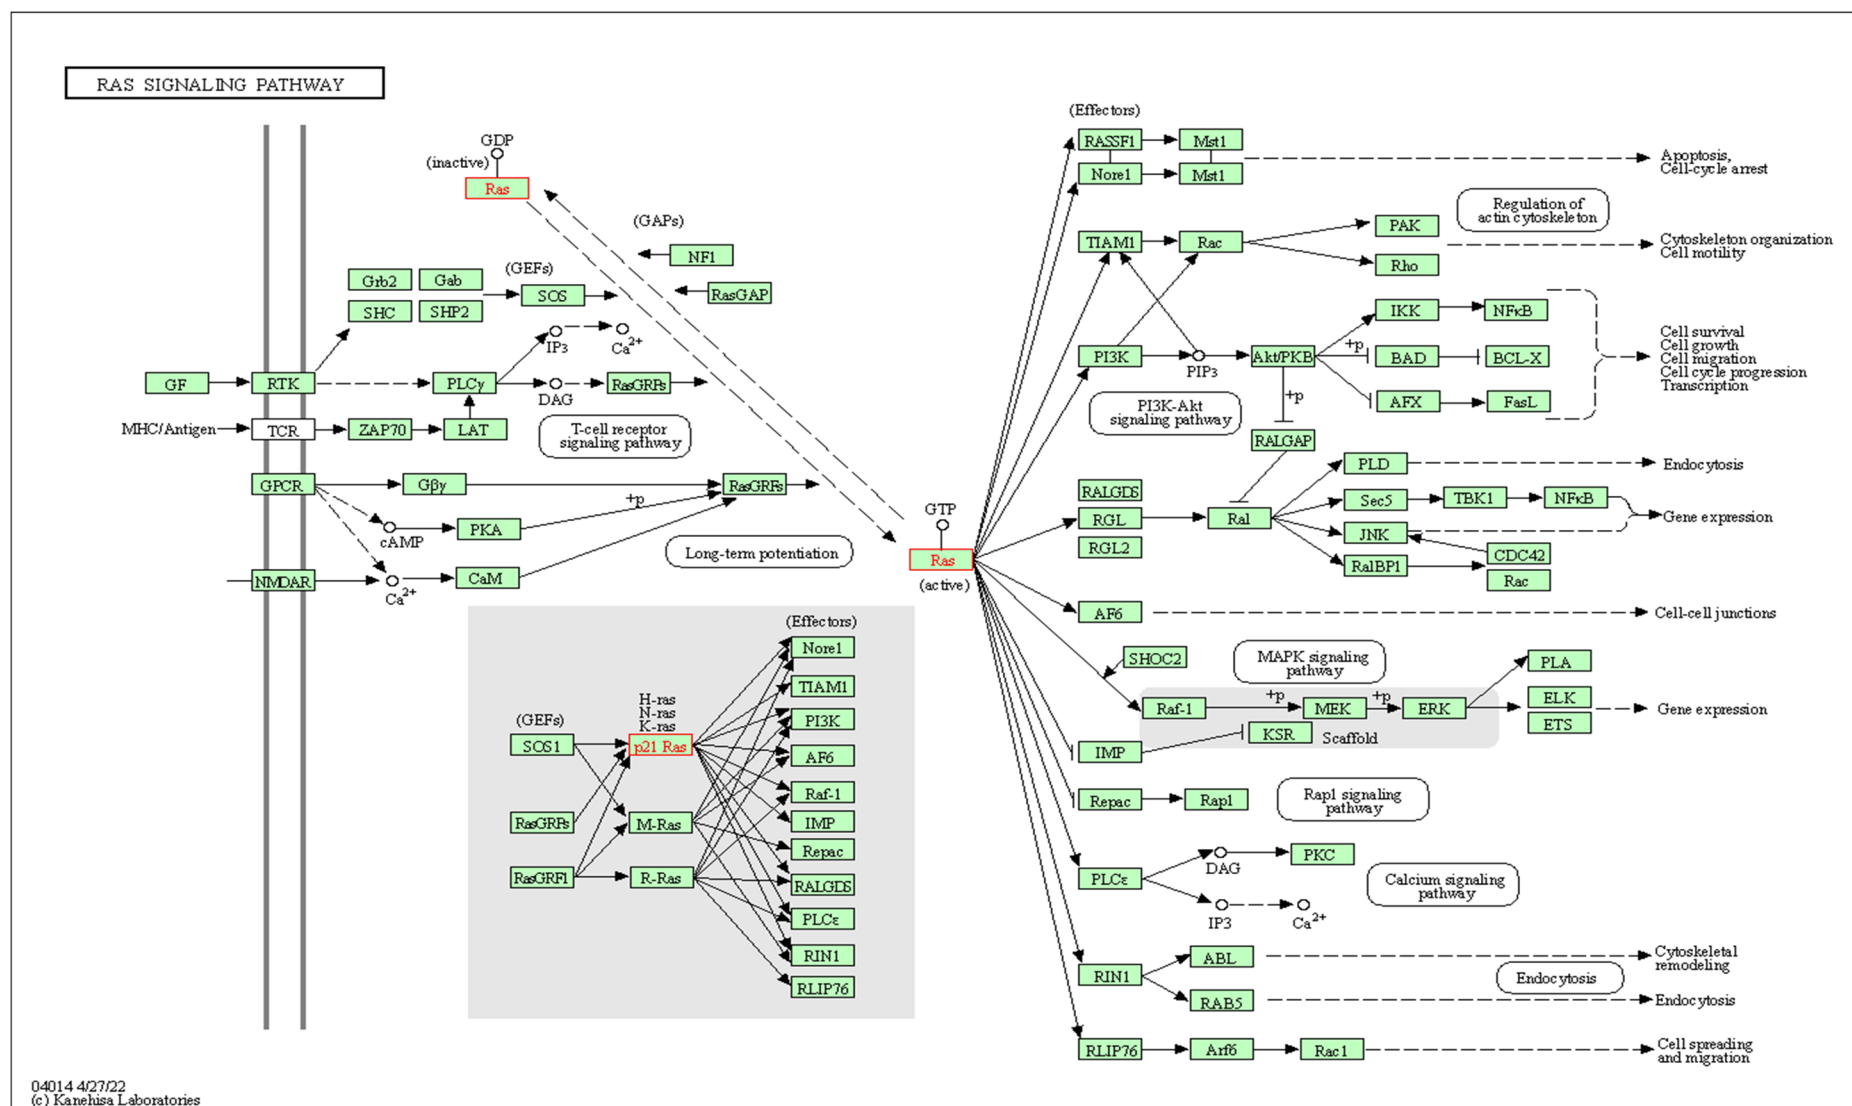 RAS SIGNALING PATHWAY
GDP
(inactive)
Ras
(GAPs)
NF1
RasGAP
(GEFs)
Grb2
Gab
SOS
SHC
SHP2
IP3
Ca2+
GF
RTK
PLCγ
DAG
RasGRPs
MHC/Antigen
TCR
ZAP70
LAT
T-cell receptor
signaling pathway
GPCR
Gβγ
RasGRFs
+p
cAMP
PKA
Long-term potentiation
NMDAR
Ca2+
CaM
GTP
Ras
(active)
(GEFs)
SOS1
RasGRPs
RasGRF1
H-ras
N-ras
K-ras
p21 Ras
M-Ras
R-Ras
(Effectors)
Nore1
TIAM1
PI3K
AF6
Raf-1
IMP
Repac
RALGDS
PLCε
RIN1
RLIP76
(Effectors)
RASSF1
Mst1
Nore1
Mst1
Apoptosis,
Cell-cycle arrest
Regulation of
actin cytoskeleton
TIAM1
Rac
PAK
Rho
Cytoskeleton organization
Cell motility
PI3K
PIP3
Akt/PKB
+p
IKK
NFκB
BAD
BCL-X
AFX
FasL
Cell survival
Cell growth
Cell migration
Cell cycle progression
Transcription
PI3K-Akt
signaling pathway
+p
RALGAP
RALGDS
RGL
RGL2
Ral
PLD
Endocytosis
Sec5
TBK1
NFκB
JNK
Gene expression
CDC42
RalBP1
Rac
AF6
Cell-cell junctions
SHOC2
MAPK signaling
pathway
Raf-1
+p
MEK
+p
ERK
PLA
ELK
ETS
Gene expression
KSR
Scaffold
IMP
Repac
Rap1
Rap1 signaling
pathway
PLCε
DAG
PKC
IP3
Ca2+
Calcium signaling
pathway
RIN1
ABL
Cytoskeletal
remodeling
RAB5
Endocytosis
Endocytosis
RLIP76
Arf6
Rac1
Cell spreading
and migration
04014 4/27/22
(c) Kanehisa Laboratories